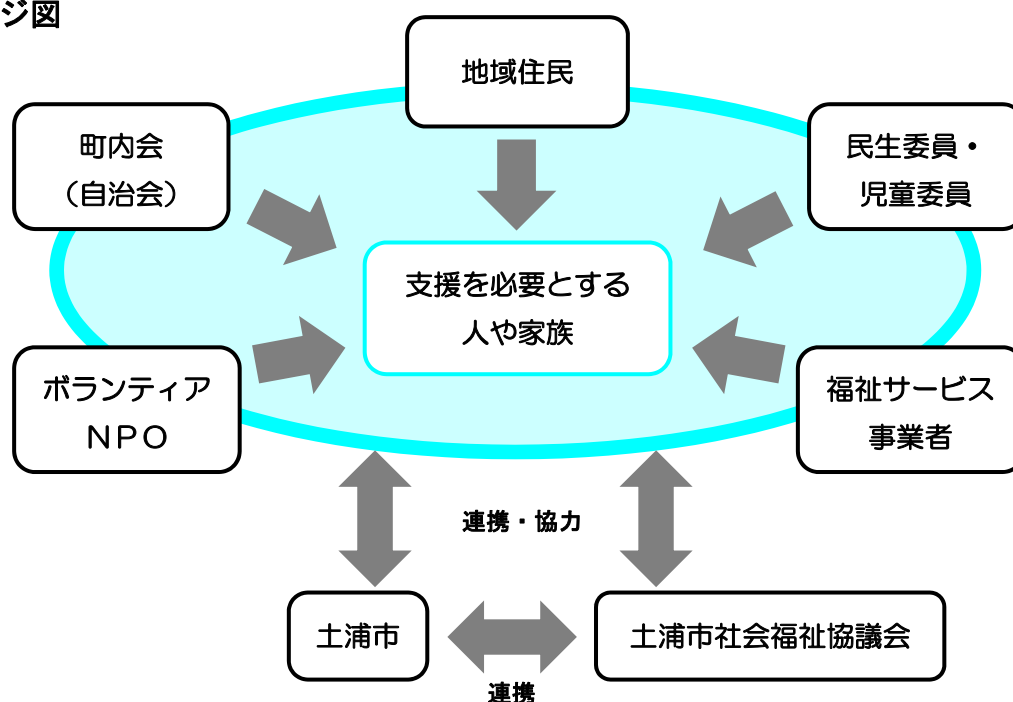 ジ図
地域住民
町内会
（自治会）
民生委員・
児童委員
支援を必要とする
人や家族
ボランティア
ＮＰＯ
福祉サービス
事業者
連携・協力
土浦市
土浦市社会福祉協議会
連携